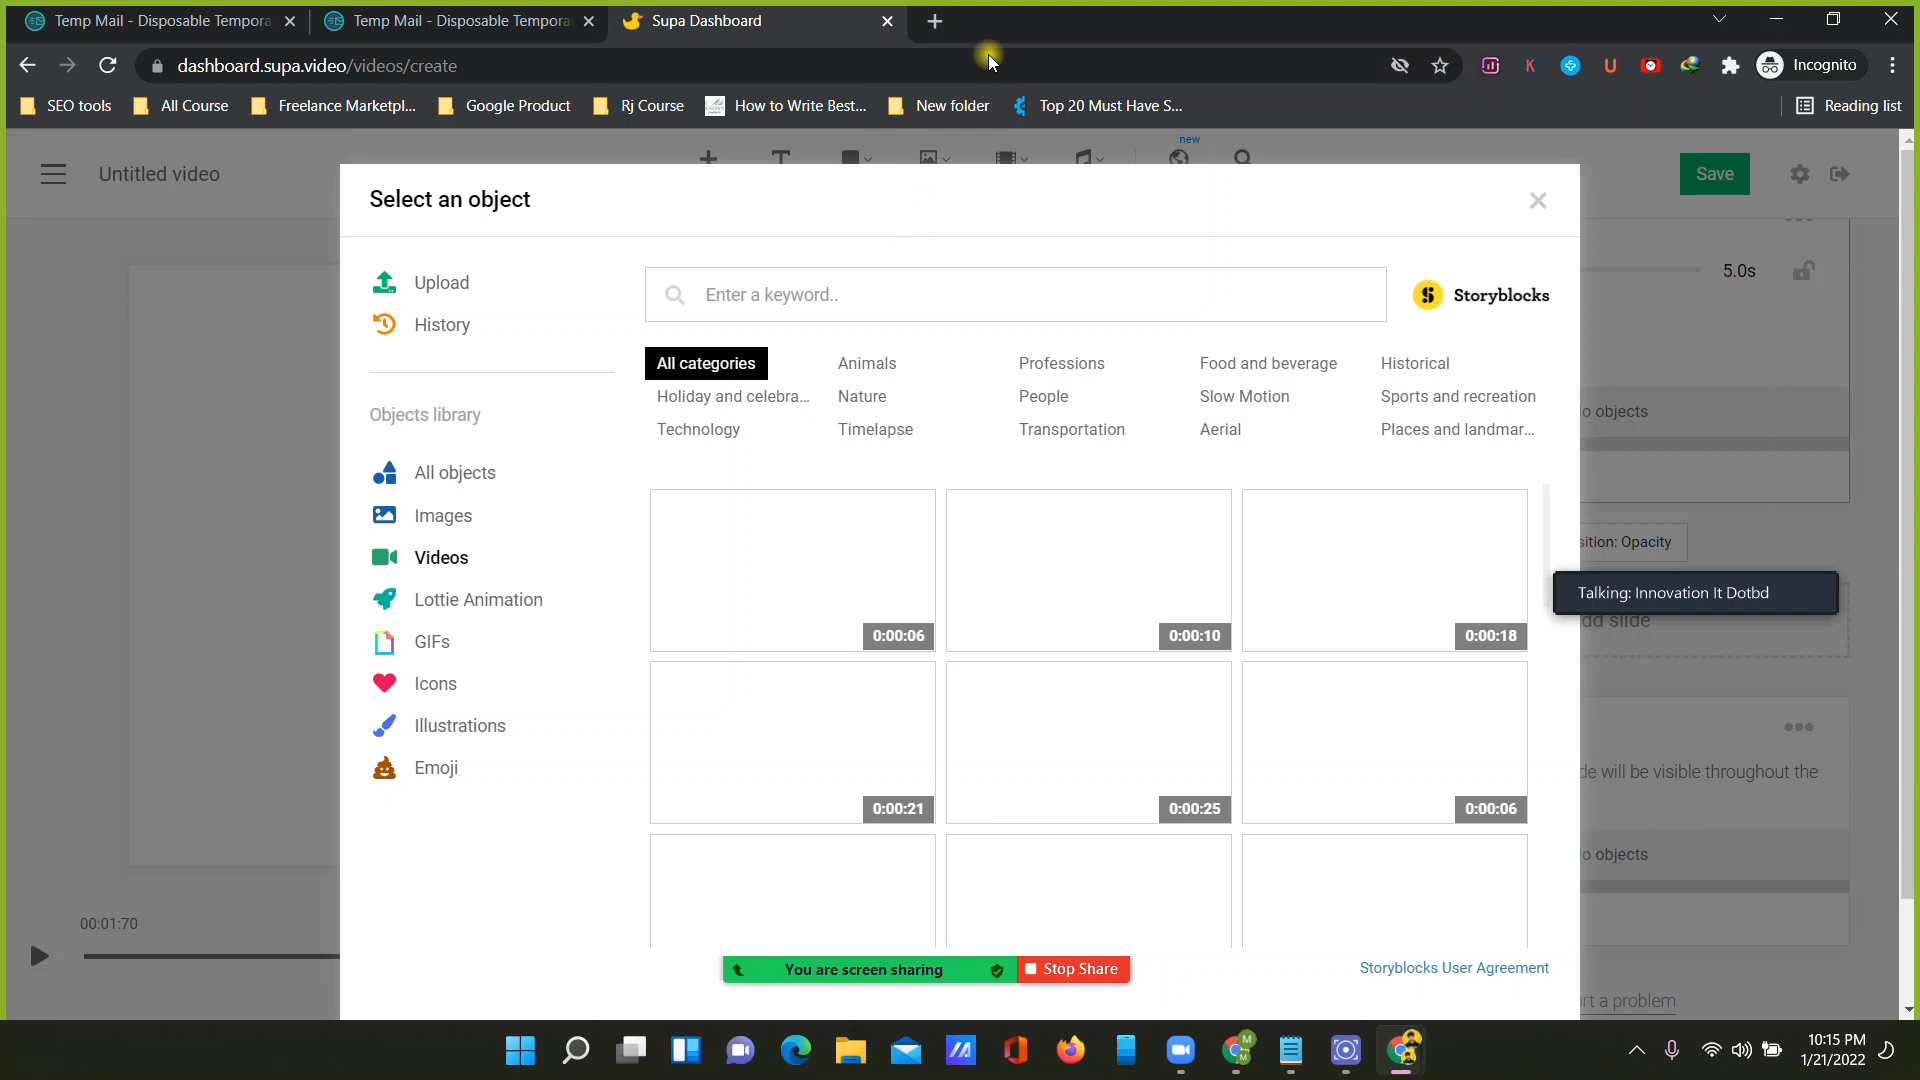 Temp Mail - Disposable Tempora
Temp Mail - Disposable Tempora
Supa Dashboard
dashboard.supa.video/videos/create
Incognito
SEO tools
All Course
Freelance Marketpl...
Google Product
Rj Course
How to Write Best...
New folder
Top 20 Must Have S...
Reading list
Untitled video
new
Save
Select an object
Upload
History
Enter a keyword..
Storyblocks
5.0s
All categories
Animals
Professions
Food and beverage
Historical
Holiday and celebra...
Nature
People
Slow Motion
Sports and recreation
Technology
Timelapse
Transportation
Aerial
Places and landmar...
Objects library
All objects
Images
Videos
Lottie Animation
GIFs
Icons
Illustrations
Emoji
0:00:06
0:00:10
0:00:18
0:00:21
0:00:25
0:00:06
o objects
sition: Opacity
Talking: Innovation It Dotbd
dd slide
de will be visible throughout the
o objects
00:01:70
You are screen sharing
Stop Share
Storyblocks User Agreement
rt a problem
10:15 PM
1/21/2022